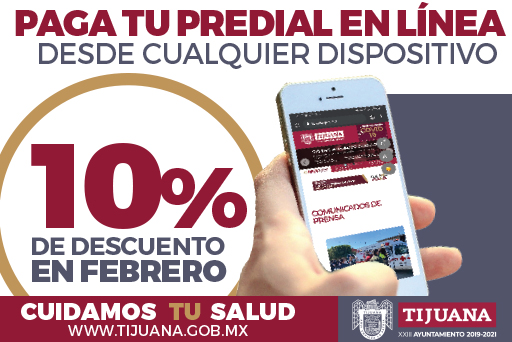 PAGA TU PREDIAL EN LÍNEA
DESDE CUALQUIER DISPOSITIVO
10%
DE DESCUENTO
EN FEBRERO
TIJUANA
COMUNICADOS DE
PRENSA
CUIDAMOS TU SALUD
WWW.TIJUANA.GOB.MX
TIJUANA
XXIII AYUNTAMIENTO 2019-2021